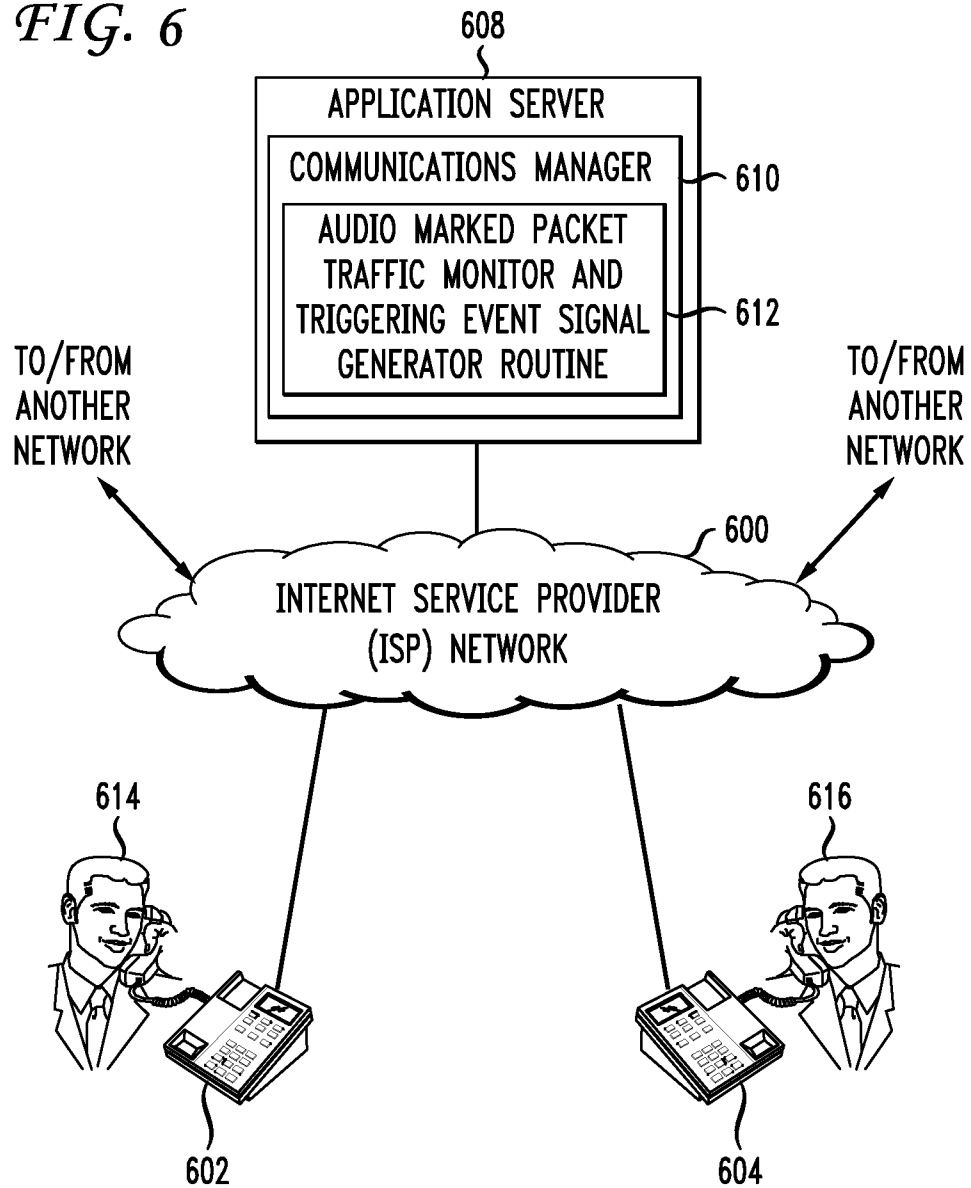 FIG. 6
608
APPLICATION SERVER
COMMUNICATIONS MANAGER
610
AUDIO MARKED PACKET
TRAFFIC MONITOR AND
TRIGGERING EVENT SIGNAL
GENERATOR ROUTINE
612
TO/FROM
ANOTHER
NETWORK
TO/FROM
ANOTHER
NETWORK
600
INTERNET SERVICE PROVIDER
(ISP) NETWORK
614
616
602
604